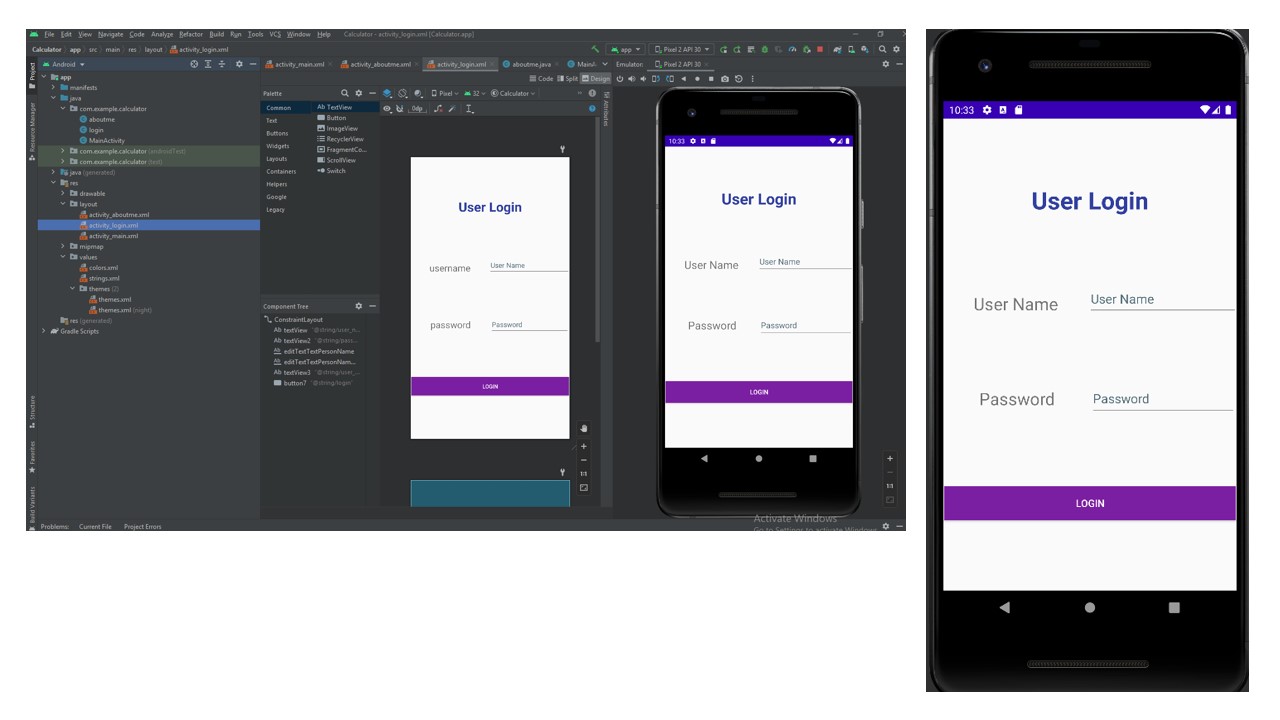 File Edit View Navigate Code Analyze Refactor Build Run Tools VCS Window Help Calculator - activity_login.xml [Calculator.app]
Calculator app src main res layout activity_login.xml app Pixel 2 API 30
Android activity_main.xml activity_aboutme.xml activity_login.xml aboutme.java MainA Emulator: Pixel 2 API 30
Code Split Design
Project
Resource Manager
Structure
Favorites
Build Variants
app
manifests
java
com.example.calculator
aboutme
login
MainActivity
com.example.calculator (androidTest)
com.example.calculator (test)
java (generated)
res
drawable
layout
activity_aboutme.xml
activity_login.xml
activity_main.xml
mipmap
values
colors.xml
strings.xml
themes (2)
themes.xml
themes.xml (night)
res (generated)
Gradle Scripts
Palette
Common
Text
Buttons
Widgets
Layouts
Containers
Helpers
Google
Legacy
Ab TextView
Button
ImageView
RecyclerView
FragmentCo...
ScrollView
Switch
Component Tree
ConstraintLayout
Ab textView "@string/user_n...
Ab textView2 "@string/pass...
Ab editTextTextPersonName
Ab editTextTextPersonNam...
Ab textView3 "@string/user_...
button7 "@string/login"
Pixel 32 Calculator
0dp
Attributes
User Login
username User Name
password Password
LOGIN
1:1
10:33
User Login
User Name User Name
Password Password
LOGIN
1:1
Activate Windows
Go to Settings to activate Windows
Problems: Current File Project Errors
10:33
User Login
User Name User Name
Password Password
LOGIN